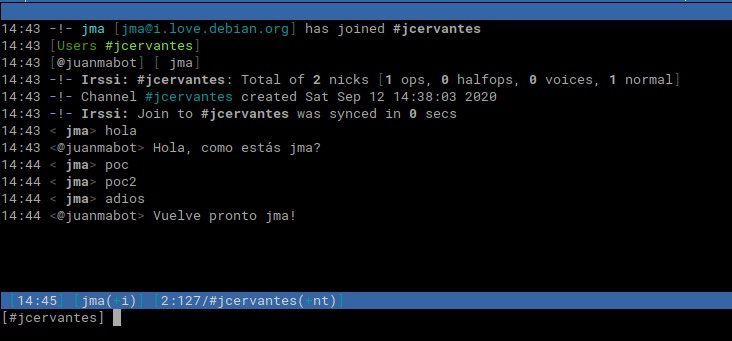 14:43 -!- jma [jma@i.love.debian.org] has joined #jcervantes
14:43 [Users #jcervantes]
14:43 [@juanmabot] [ jma]
14:43 -!- Irssi: #jcervantes: Total of 2 nicks [1 ops, 0 halfops, 0 voices, 1 normal]
14:43 -!- Channel #jcervantes created Sat Sep 12 14:38:03 2020
14:43 -!- Irssi: Join to #jcervantes was synced in 0 secs
14:43 < jma> hola
14:43 <@juanmabot> Hola, como estás jma?
14:44 < jma> poc
14:44 < jma> poc2
14:44 < jma> adios
14:44 <@juanmabot> Vuelve pronto jma!
[14:45] [jma(+i)] [2:127/#jcervantes(+nt)]
[#jcervantes]